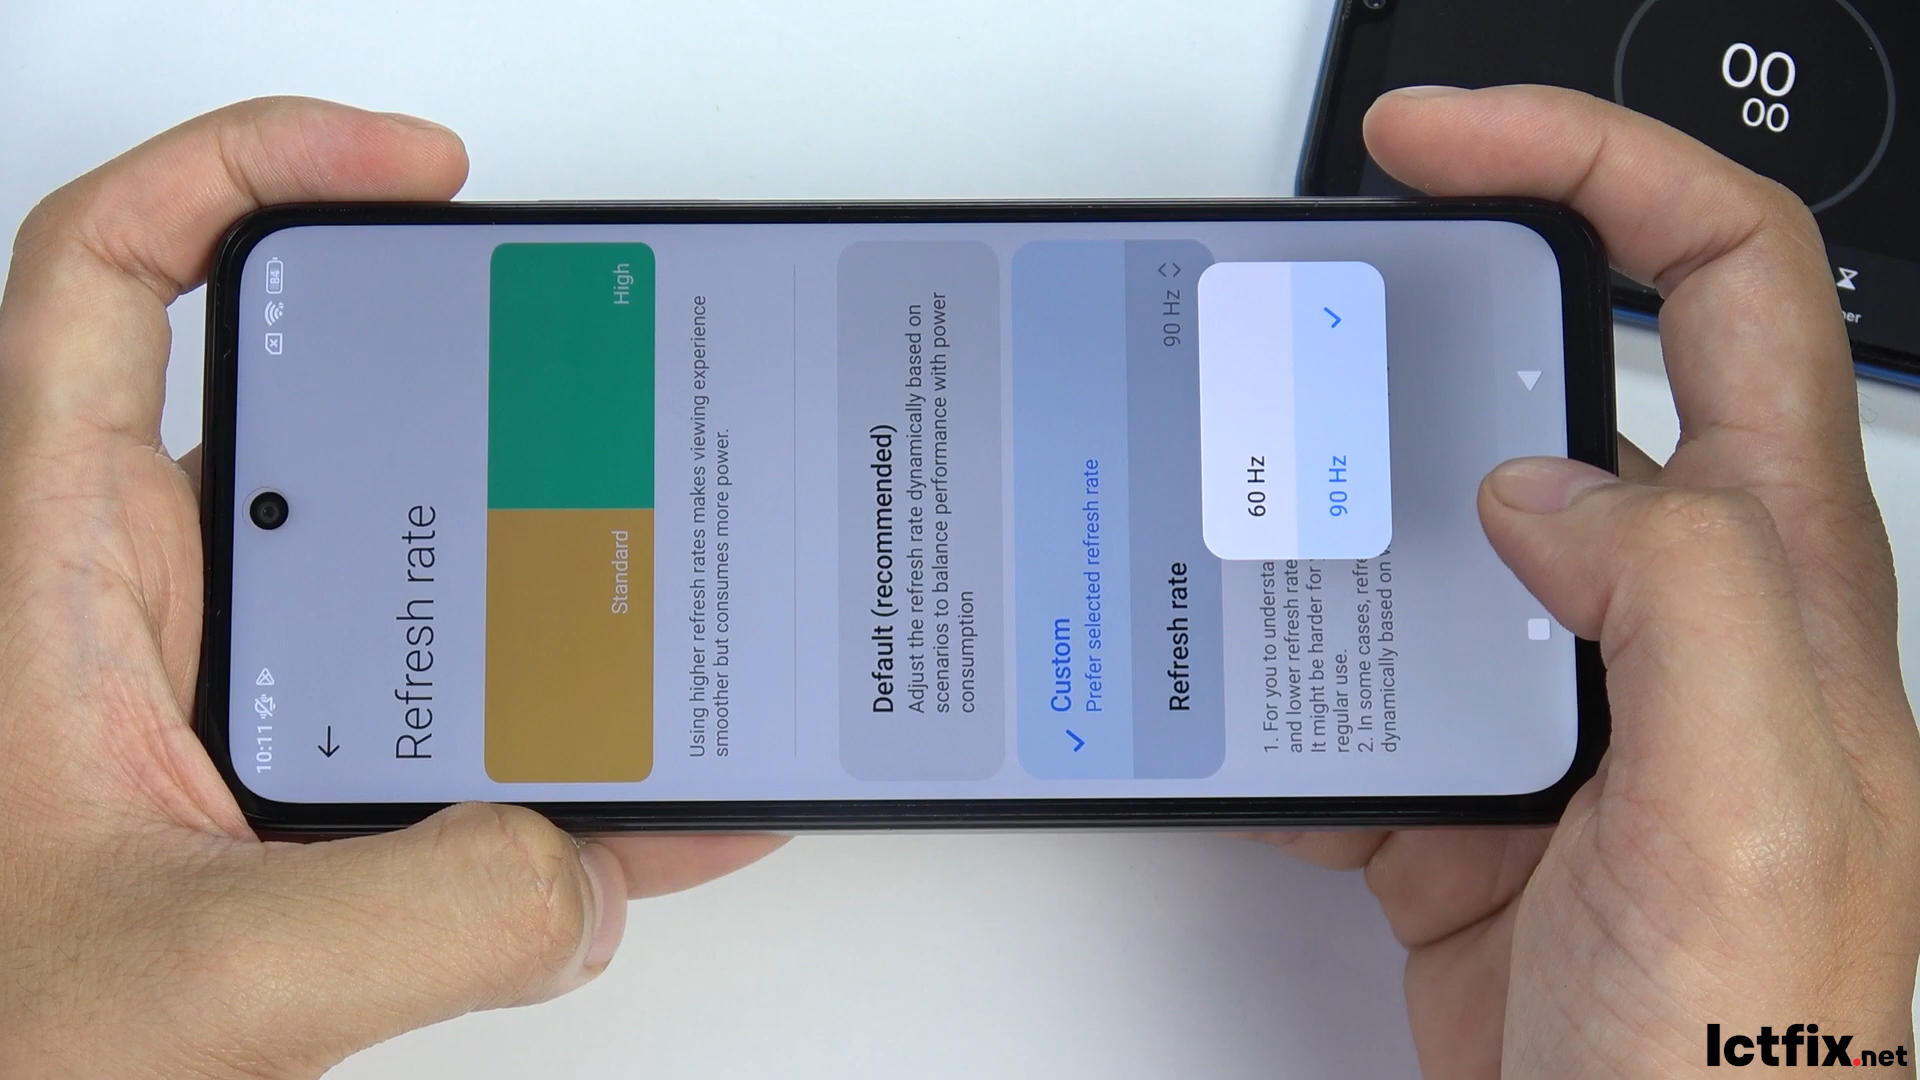 10:11
84
Refresh rate
Standard
High
Using higher refresh rates makes viewing experience
smoother but consumes more power.
Default (recommended)
Adjust the refresh rate dynamically based on
scenarios to balance performance with power
consumption
Custom
Prefer selected refresh rate
Refresh rate
90 Hz
60 Hz
90 Hz
1. For you to understa
and lower refresh rate
It might be harder for
regular use.
2. In some cases, refre
dynamically based on
00
00
er
Ictfix.net